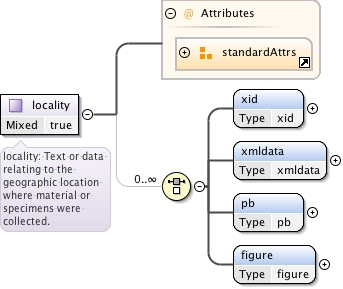 @ Attributes
standardAttrs
locality
Mixed true
locality: Text or data
relating to the
geographic location
where material or
specimens were
collected.
0..∞
xid
Type xid
xmldata
Type xmldata
pb
Type pb
figure
Type figure